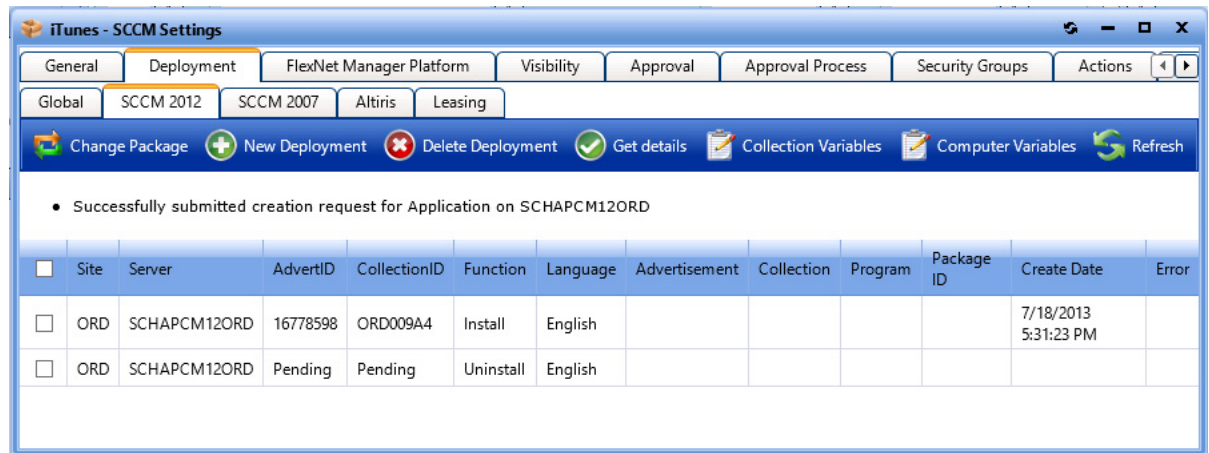 iTunes - SCCM Settings
General Deployment FlexNet Manager Platform Visibility Approval Approval Process Security Groups Actions
Global SCCM 2012 SCCM 2007 Altiris Leasing
Change Package New Deployment Delete Deployment Get details Collection Variables Computer Variables Refresh
• Successfully submitted creation request for Application on SCHAPCM12ORD
Site Server AdvertID CollectionID Function Language Advertisement Collection Program Package ID Create Date Error
ORD SCHAPCM12ORD 16778598 ORD009A4 Install English 7/18/2013 5:31:23 PM
ORD SCHAPCM12ORD Pending Pending Uninstall English